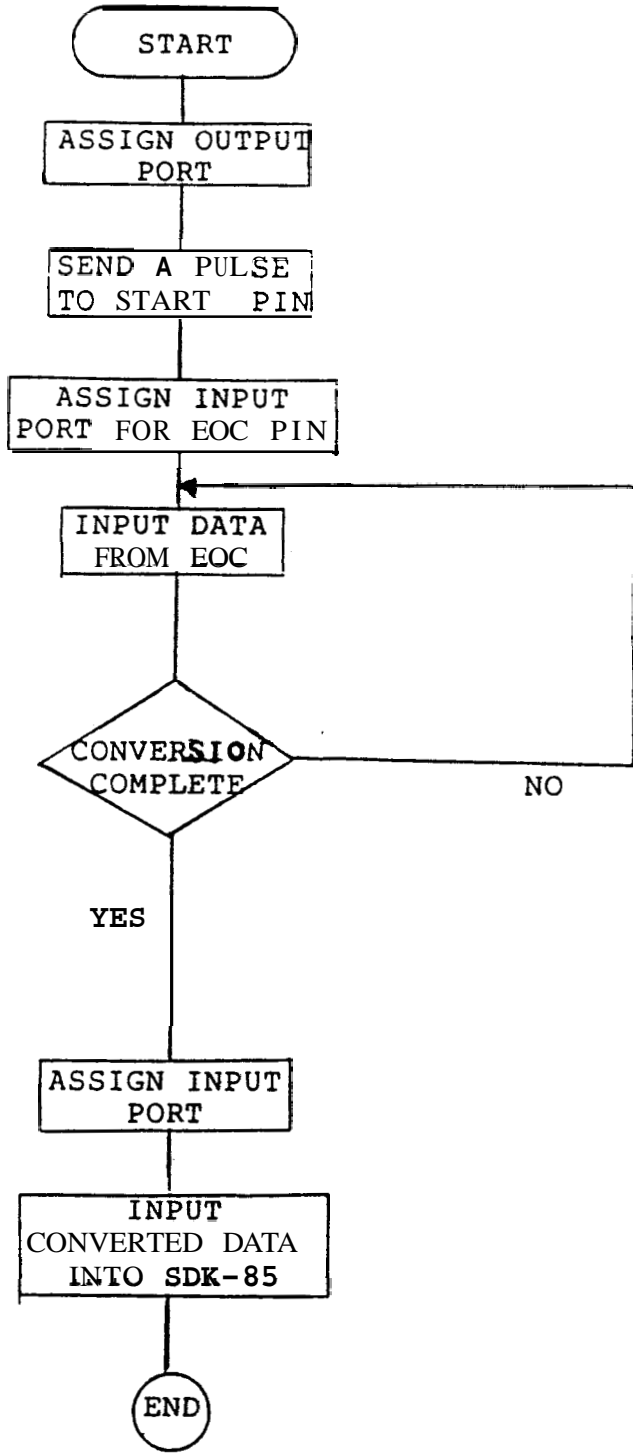 START
ASSIGN OUTPUT
PORT
SEND A PULSE
TO START PIN
ASSIGN INPUT
PORT FOR EOC PIN
INPUT DATA
FROM EOC
CONVERSION
COMPLETE
NO
YES
ASSIGN INPUT
PORT
INPUT
CONVERTED DATA
INTO SDK-85
END